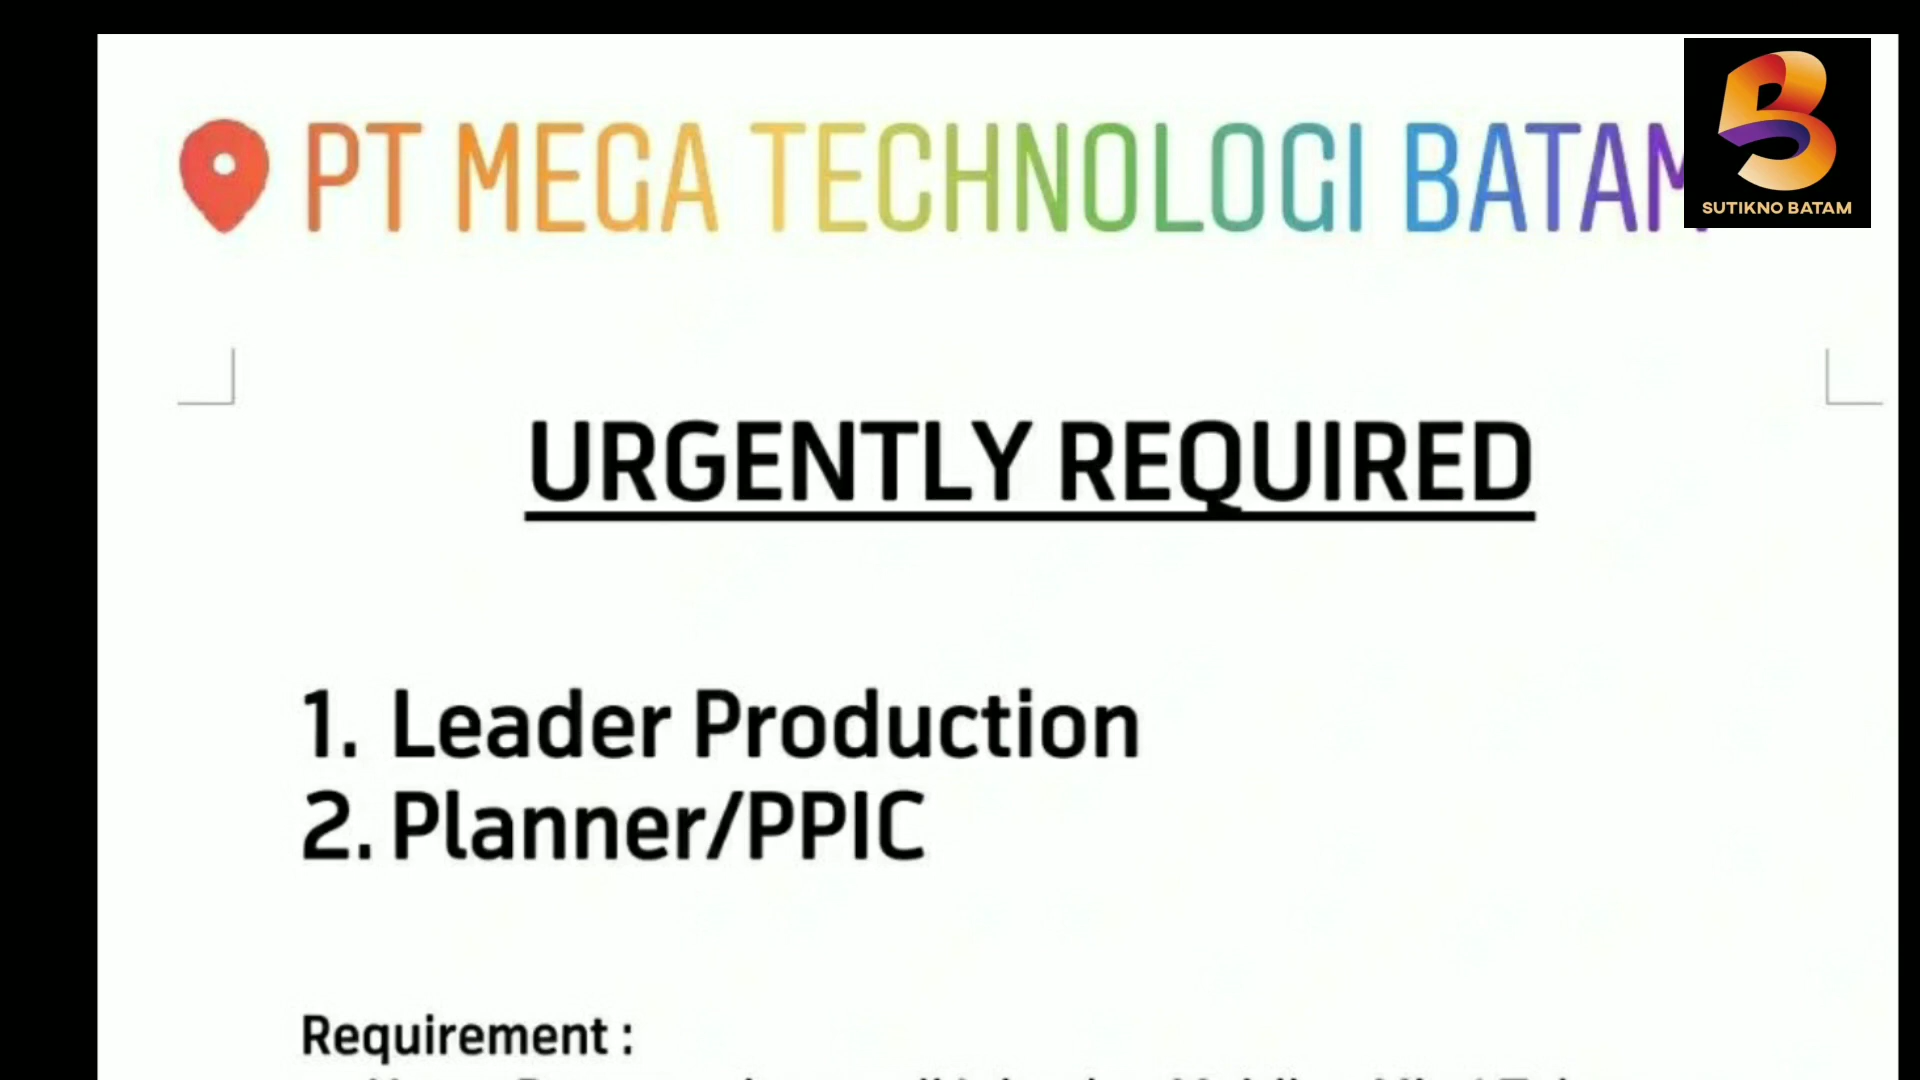 PT MEGA TECHNOLOGI BATAM
SUTIKNO BATAM
URGENTLY REQUIRED
1. Leader Production
2. Planner/PPIC
Requirement :